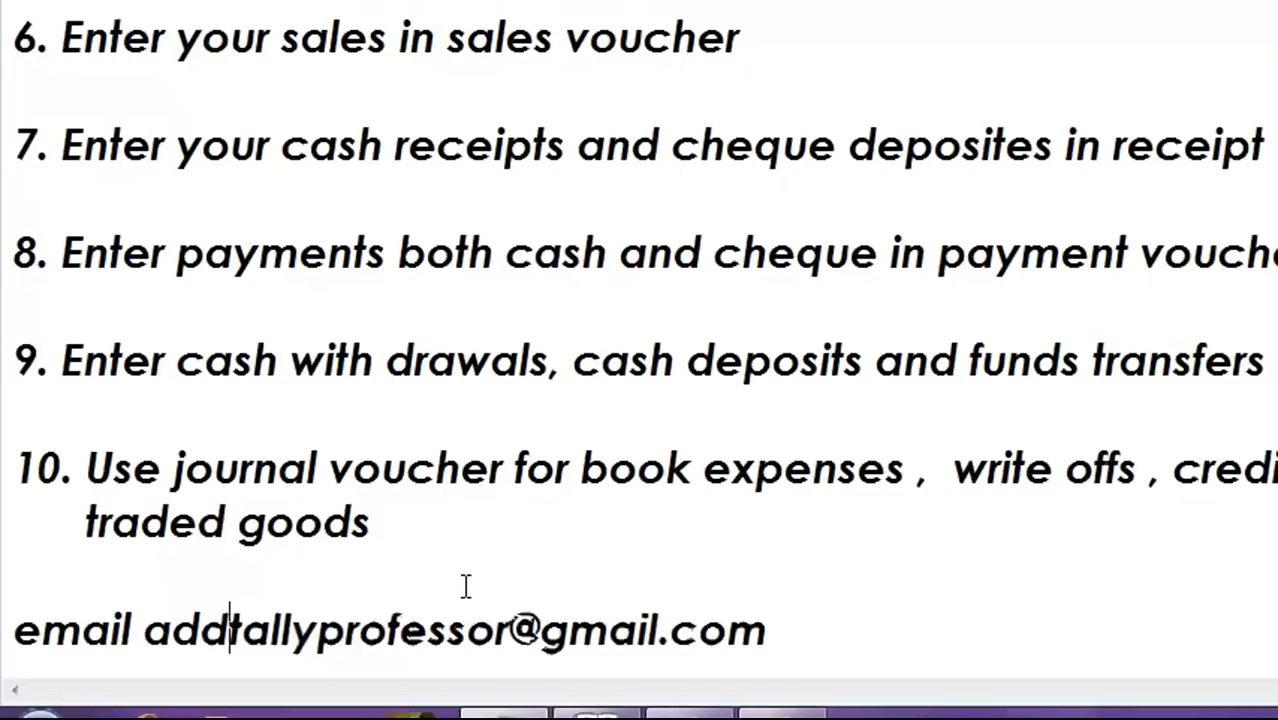 6. Enter your sales in sales voucher
7. Enter your cash receipts and cheque deposites in receipt
8. Enter payments both cash and cheque in payment
9. Enter cash with drawals, cash deposits and funds transfers
10. Use journal voucher for book expenses , write offs ,
traded goods
email addtallyprofessor@gmail.com